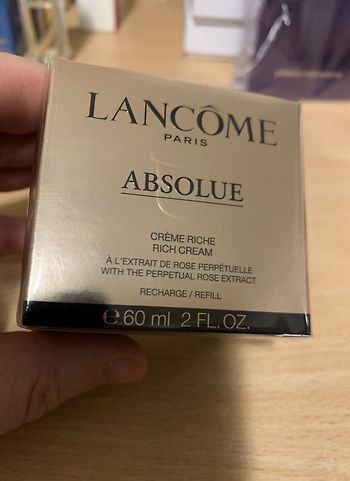 LANCÔME
PARIS
ABSOLUE
CRÈME RICHE
RICH CREAM
À L'EXTRAIT DE ROSE PERPÉTUELLE
WITH THE PERPETUAL ROSE EXTRACT
RECHARGE / REFILL
℮ 60 ml 2 FL. OZ.